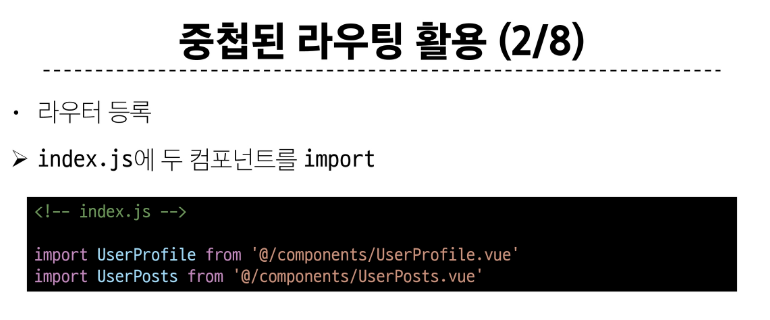 중첩된 라우팅 활용 (2/8)
• 라우터 등록
➢ index.js에 두 컴포넌트를 import
<!-- index.js -->
import UserProfile from '@/components/UserProfile.vue'
import UserPosts from '@/components/UserPosts.vue'